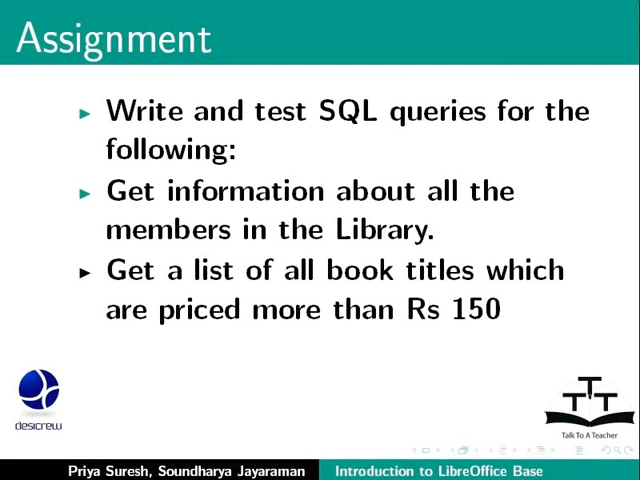 Assignment
Write and test SQL queries for the
following:
Get information about all the
members in the Library.
Get a list of all book titles which
are priced more than Rs 150
desicrew
TTT
Talk To A Teacher
Priya Suresh, Soundharya Jayaraman
Introduction to LibreOffice Base